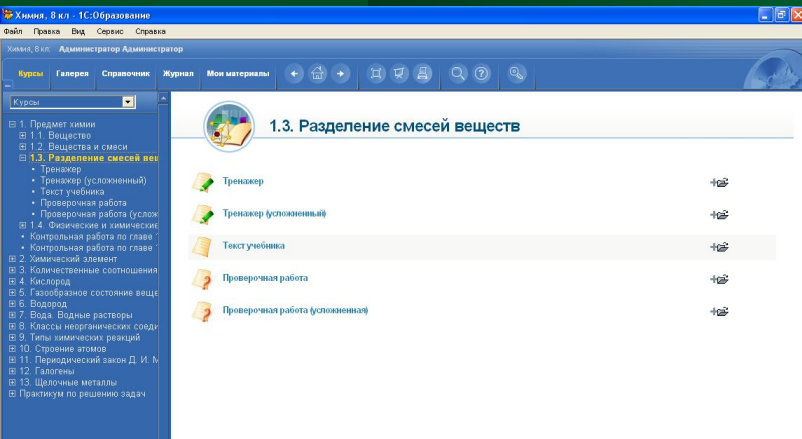 Химия, 8 кл - 1С:Образование
Файл Правка Вид Сервис Справка
Химия, 8 кл: Администратор Администратор
Курсы Галерея Справочник Журнал Мои материалы
Курсы
1. Предмет химии
1.1. Вещество
1.2. Вещества и смеси
1.3. Разделение смесей вещ
Тренажер
Тренажер (усложненный)
Текст учебника
Проверочная работа
Проверочная работа (услож
1.4. Физические и химические
Контрольная работа по главе
Контрольная работа по главе
2. Химический элемент
3. Количественные соотношения
4. Кислород
5. Газообразное состояние веще
6. Водород
7. Вода. Водные растворы
8. Классы неорганических соеди
9. Типы химических реакций
10. Строение атомов
11. Периодический закон Д. И. М
12. Галогены
13. Щелочные металлы
Практикум по решению задач
1.3. Разделение смесей веществ
Тренажер
Тренажер (усложненный)
Текст учебника
Проверочная работа
Проверочная работа (усложненная)